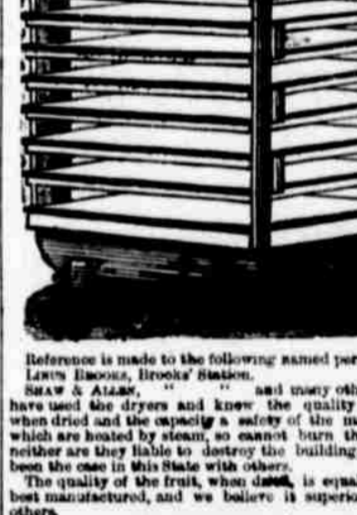 Reference is made to the following named per
LINUS BROOKS, Brooks' Station.
SHAW & ALLEN, " " and many oth
have used the dryers and know the quality
when dried and the capacity a safety of the m
which are heated by steam, so cannot burn th
neither are they liable to destroy the building
been the case in this State with others.
The quality of the fruit, when dried, is equa
best manufactured, and we believe it superio
others.